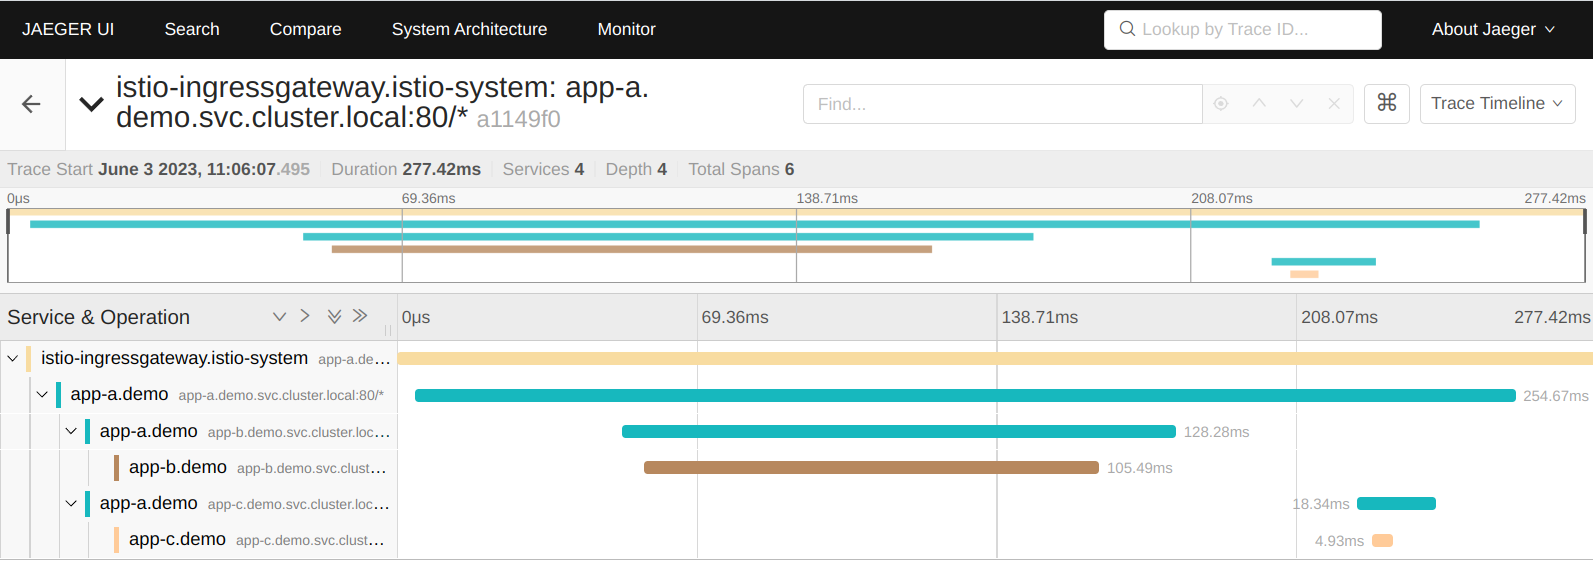 JAEGER UI Search Compare System Architecture Monitor Lookup by Trace ID... About Jaeger
istio-ingressgateway.istio-system: app-a.
demo.svc.cluster.local:80/* a1149f0
Find... ⌘ Trace Timeline
Trace Start June 3 2023, 11:06:07.495 Duration 277.42ms Services 4 Depth 4 Total Spans 6
0μs 69.36ms 138.71ms 208.07ms 277.42ms
Service & Operation 0μs 69.36ms 138.71ms 208.07ms 277.42ms
istio-ingressgateway.istio-system app-a.de...
app-a.demo app-a.demo.svc.cluster.local:80/* 254.67ms
app-a.demo app-b.demo.svc.cluster.loc... 128.28ms
app-b.demo app-b.demo.svc.clust... 105.49ms
app-a.demo app-c.demo.svc.cluster.loc... 18.34ms
app-c.demo app-c.demo.svc.clust... 4.93ms